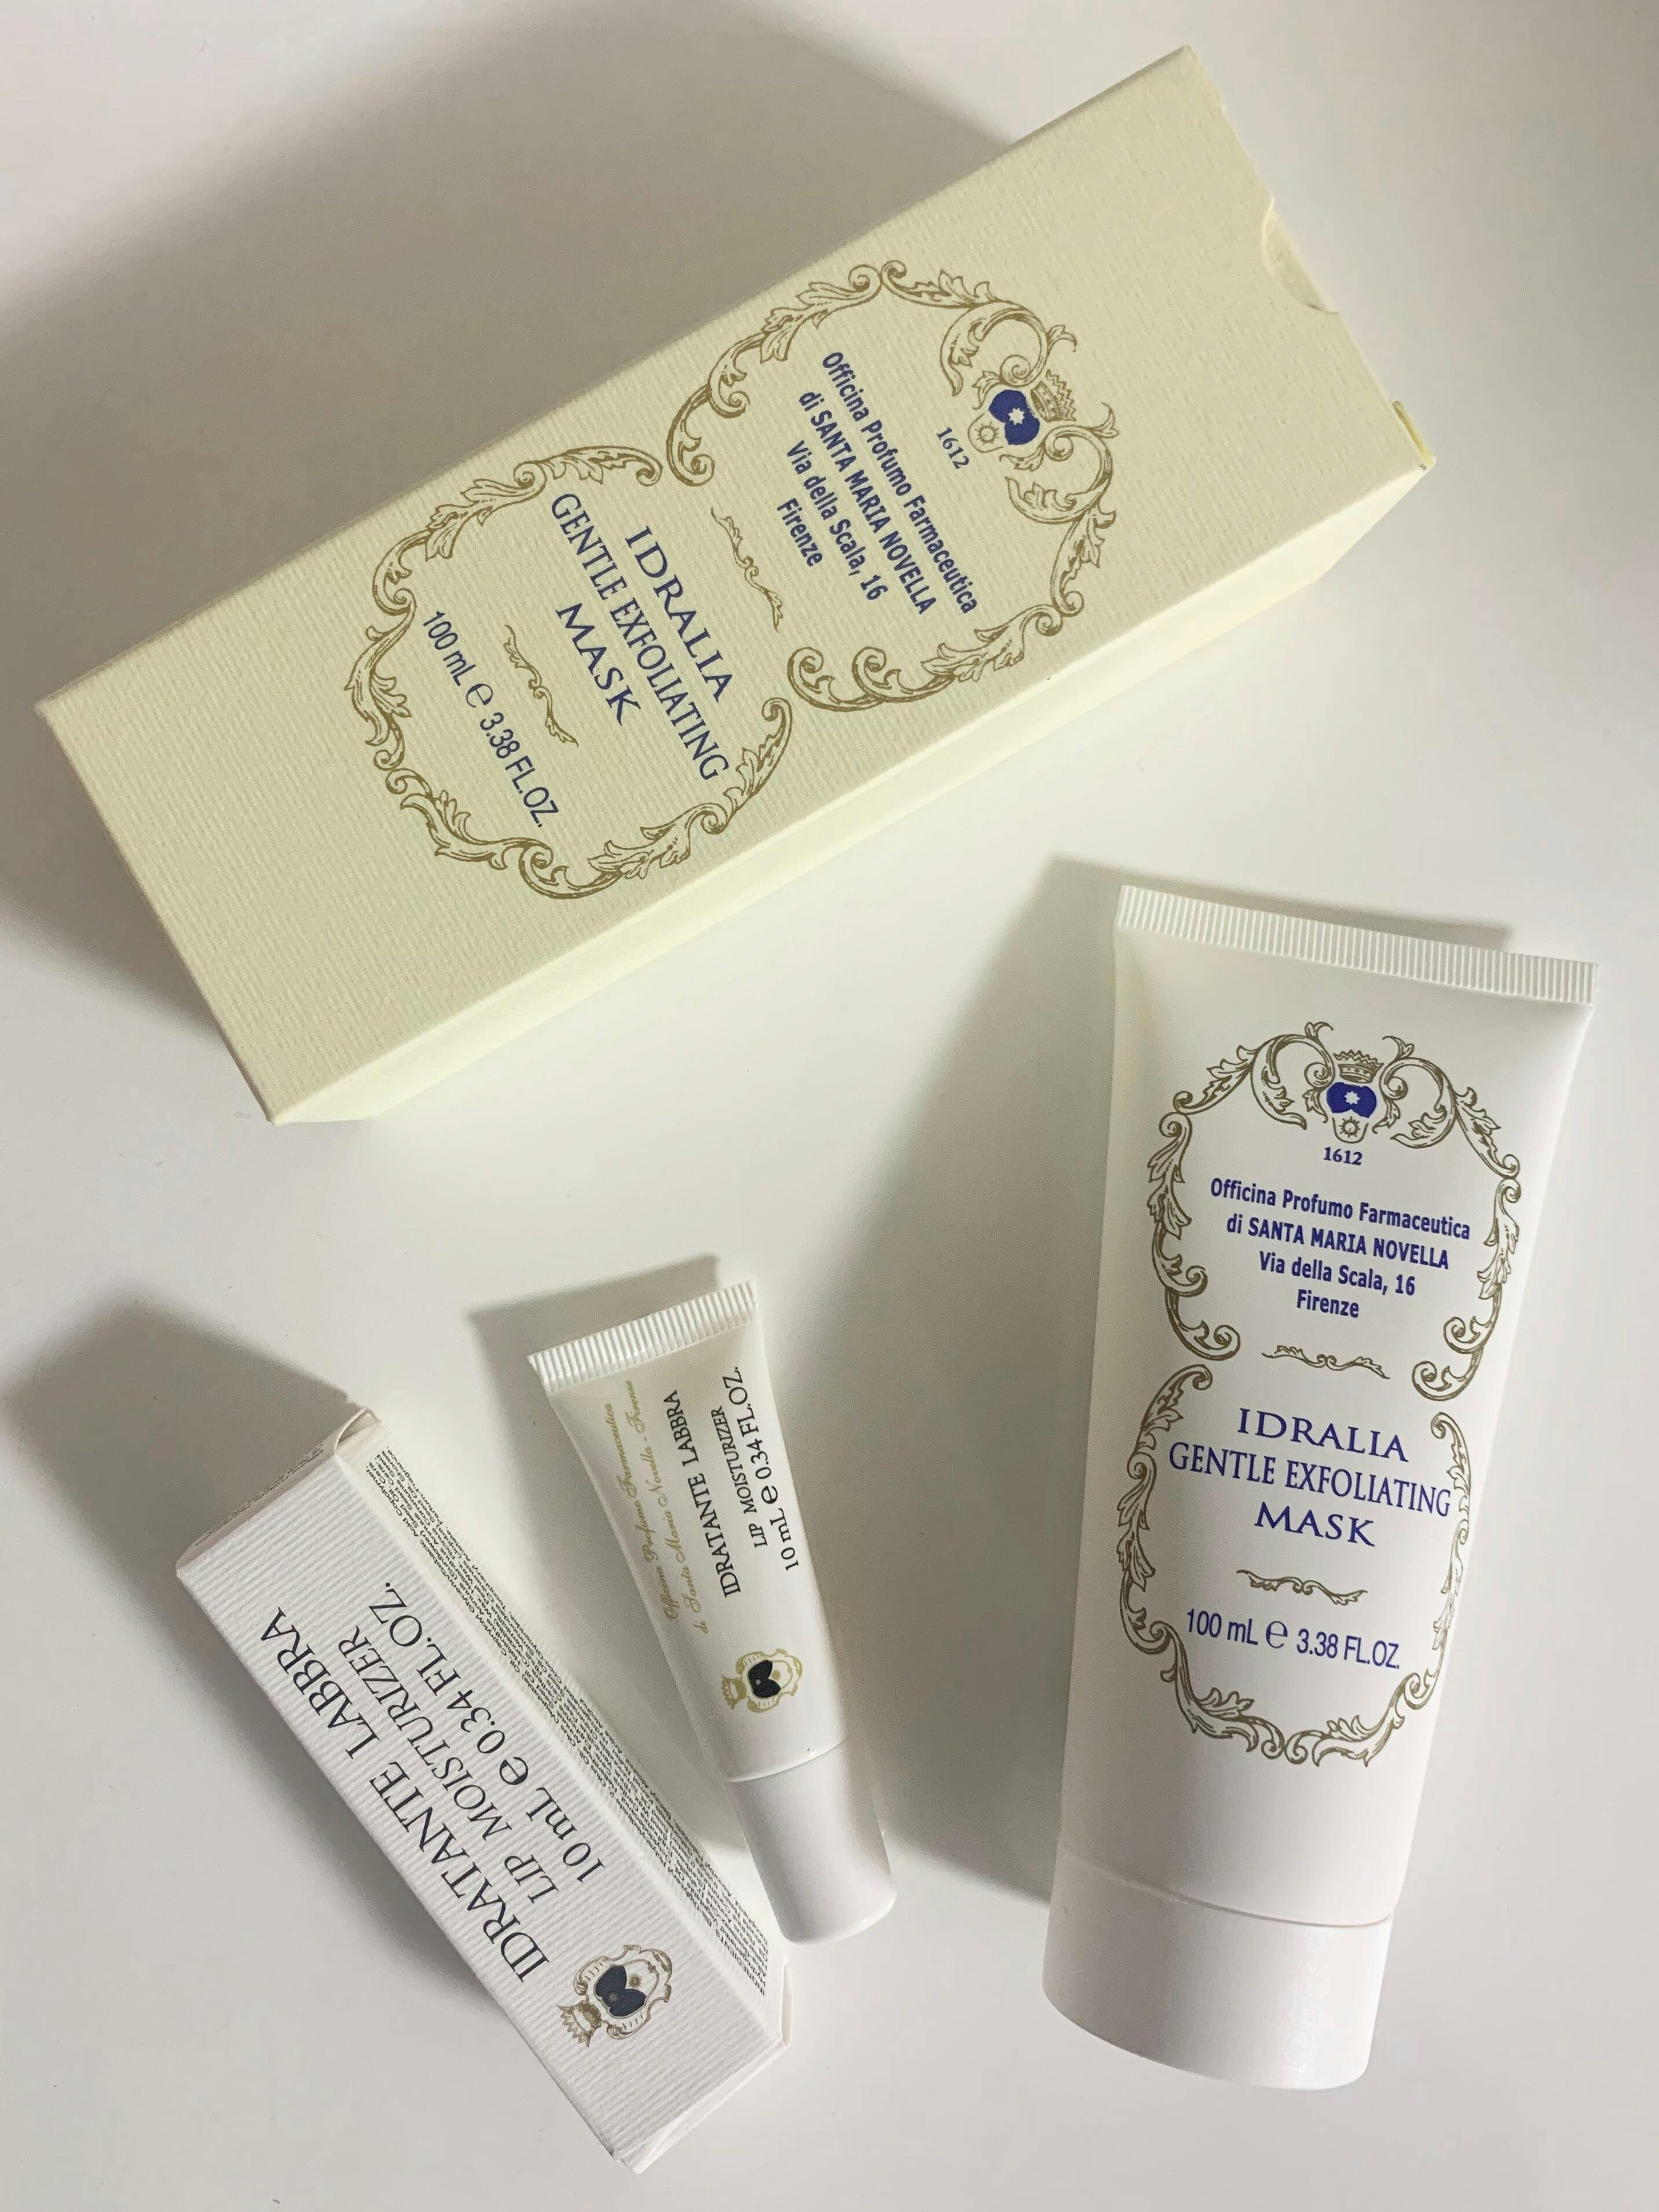 1612
Officina Profumo Farmaceutica
di SANTA MARIA NOVELLA
Via della Scala, 16
Firenze
IDRALIA
GENTLE EXFOLIATING
MASK
100 mL ℮ 3.38 FL.OZ.
1612
Officina Profumo Farmaceutica
di SANTA MARIA NOVELLA
Via della Scala, 16
Firenze
IDRALIA
GENTLE EXFOLIATING
MASK
100 mL ℮ 3.38 FL.OZ.
Officina Profumo Farmaceutica
di Santa Maria Novella - Firenze
IDRATANTE LABBRA
LIP MOISTURIZER
10 mL ℮ 0.34 FL.OZ.
IDRATANTE LABBRA
LIP MOISTURIZER
10 mL ℮ 0.34 FL.OZ.